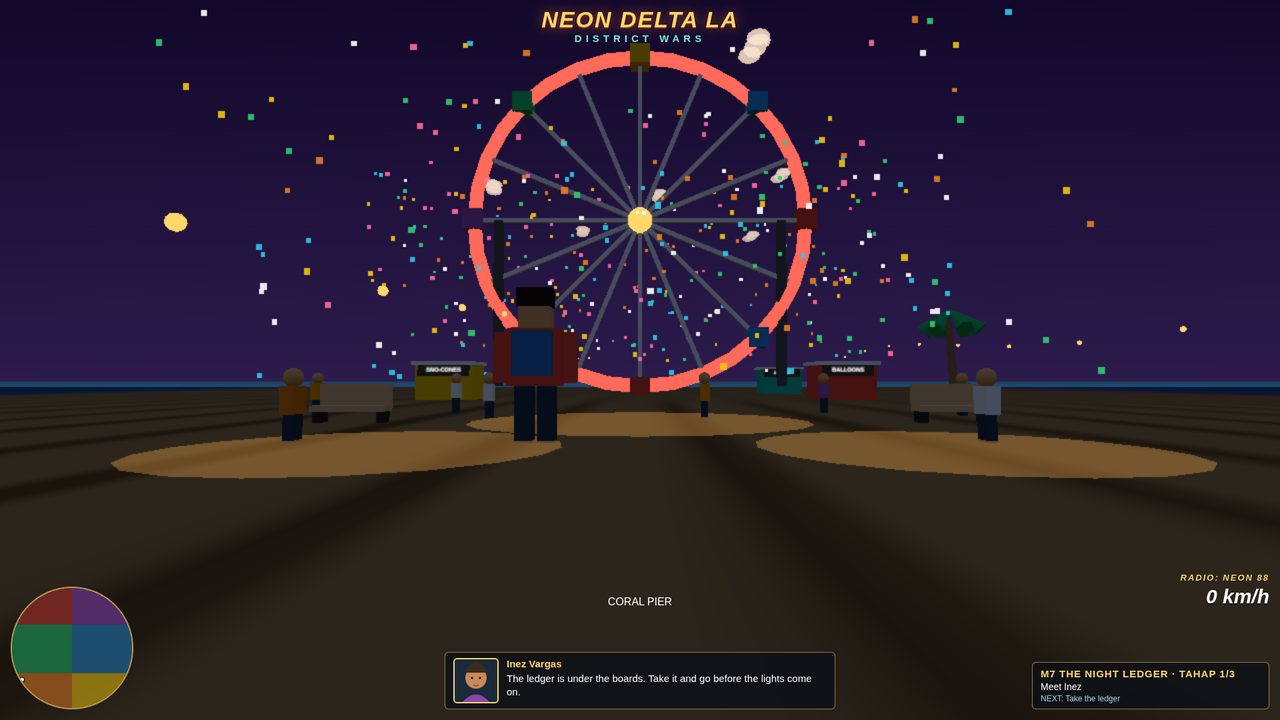 NEON DELTA LA
DISTRICT WARS
SNO-CONES
BALLOONS
RADIO: NEON 88
0 km/h
CORAL PIER
Inez Vargas
The ledger is under the boards. Take it and go before the lights come
on.
M7 THE NIGHT LEDGER · TAHAP 1/3
Meet Inez
NEXT: Take the ledger